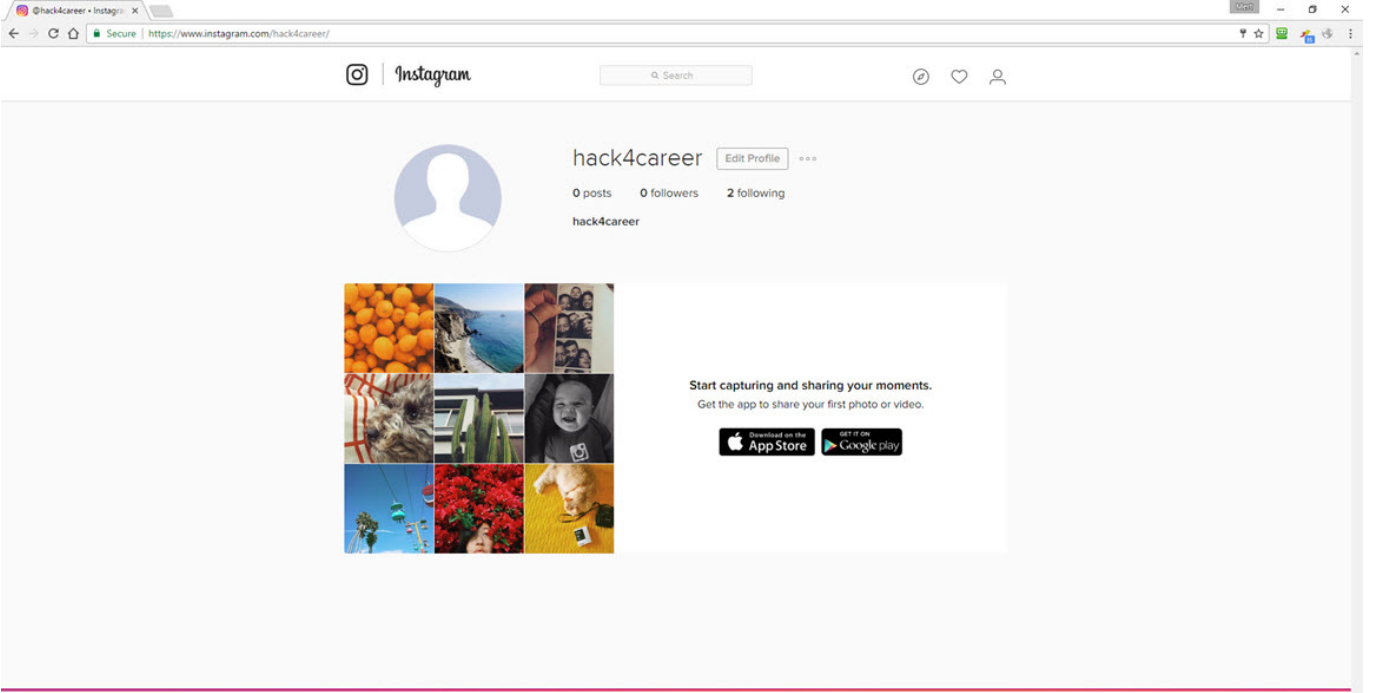 @hack4career • Instagra
Mert
Secure | https://www.instagram.com/hack4career/
Instagram
Search
hack4career Edit Profile
0 posts 0 followers 2 following
hack4career
Start capturing and sharing your moments.
Get the app to share your first photo or video.
Download on the App Store
GET IT ON Google play